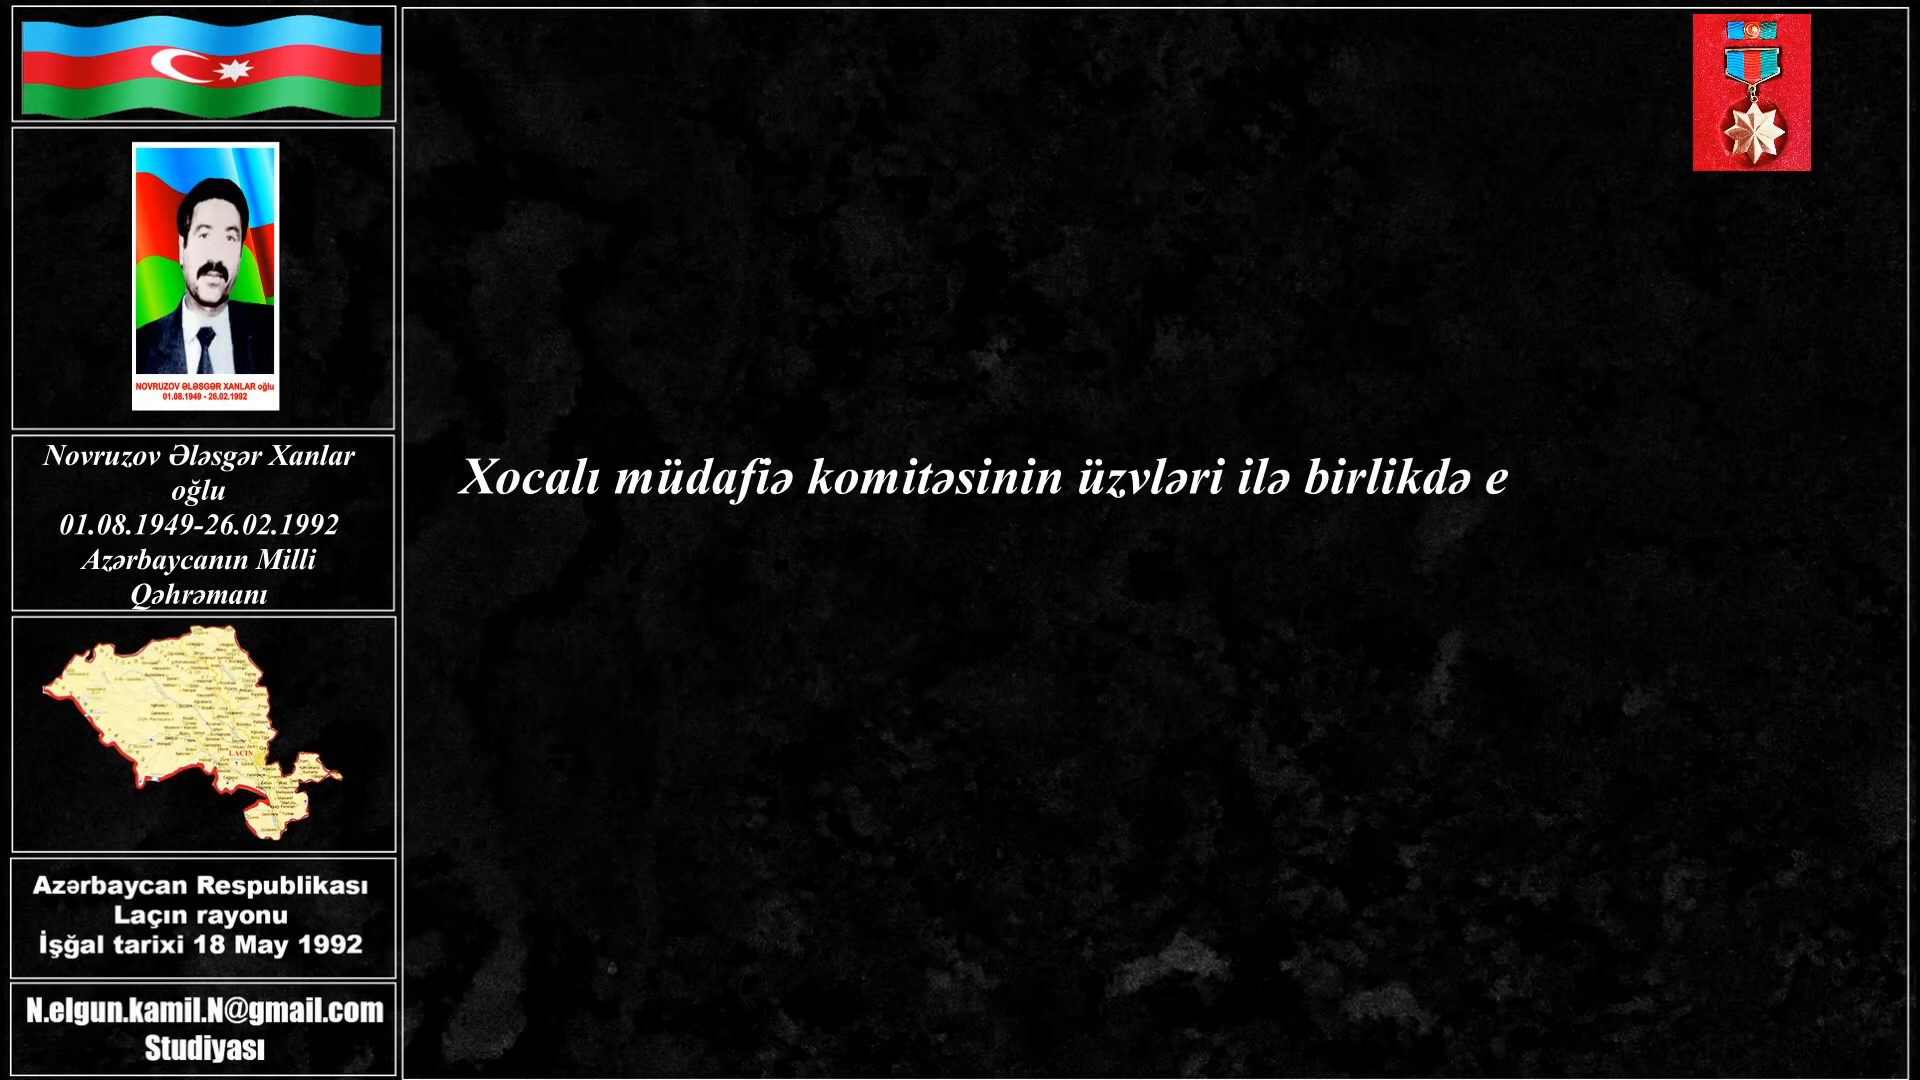 NOVRUZOV ƏLƏSGƏR XANLAR oğlu
01.08.1949 - 26.02.1992
Novruzov Ələsgər Xanlar
oğlu
01.08.1949-26.02.1992
Azərbaycanın Milli
Qəhrəmanı
LAÇIN
Azərbaycan Respublikası
Laçın rayonu
İşğal tarixi 18 May 1992
N.elgun.kamil.N@gmail.com
Studiyası
Xocalı müdafiə komitəsinin üzvləri ilə birlikdə e